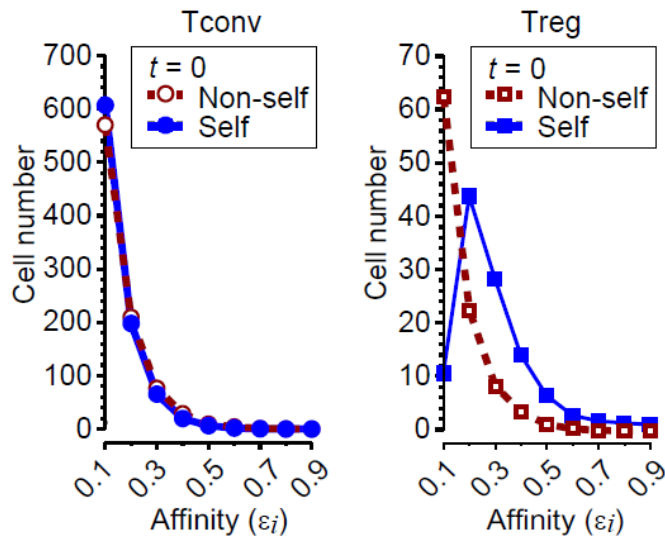 Tconv
700
600
500
400
300
200
100
0
Cell number
t = 0
Non-self
Self
0.1
0.3
0.5
0.7
0.9
Affinity (εi)
Treg
70
60
50
40
30
20
10
0
Cell number
t = 0
Non-self
Self
0.1
0.3
0.5
0.7
0.9
Affinity (εi)